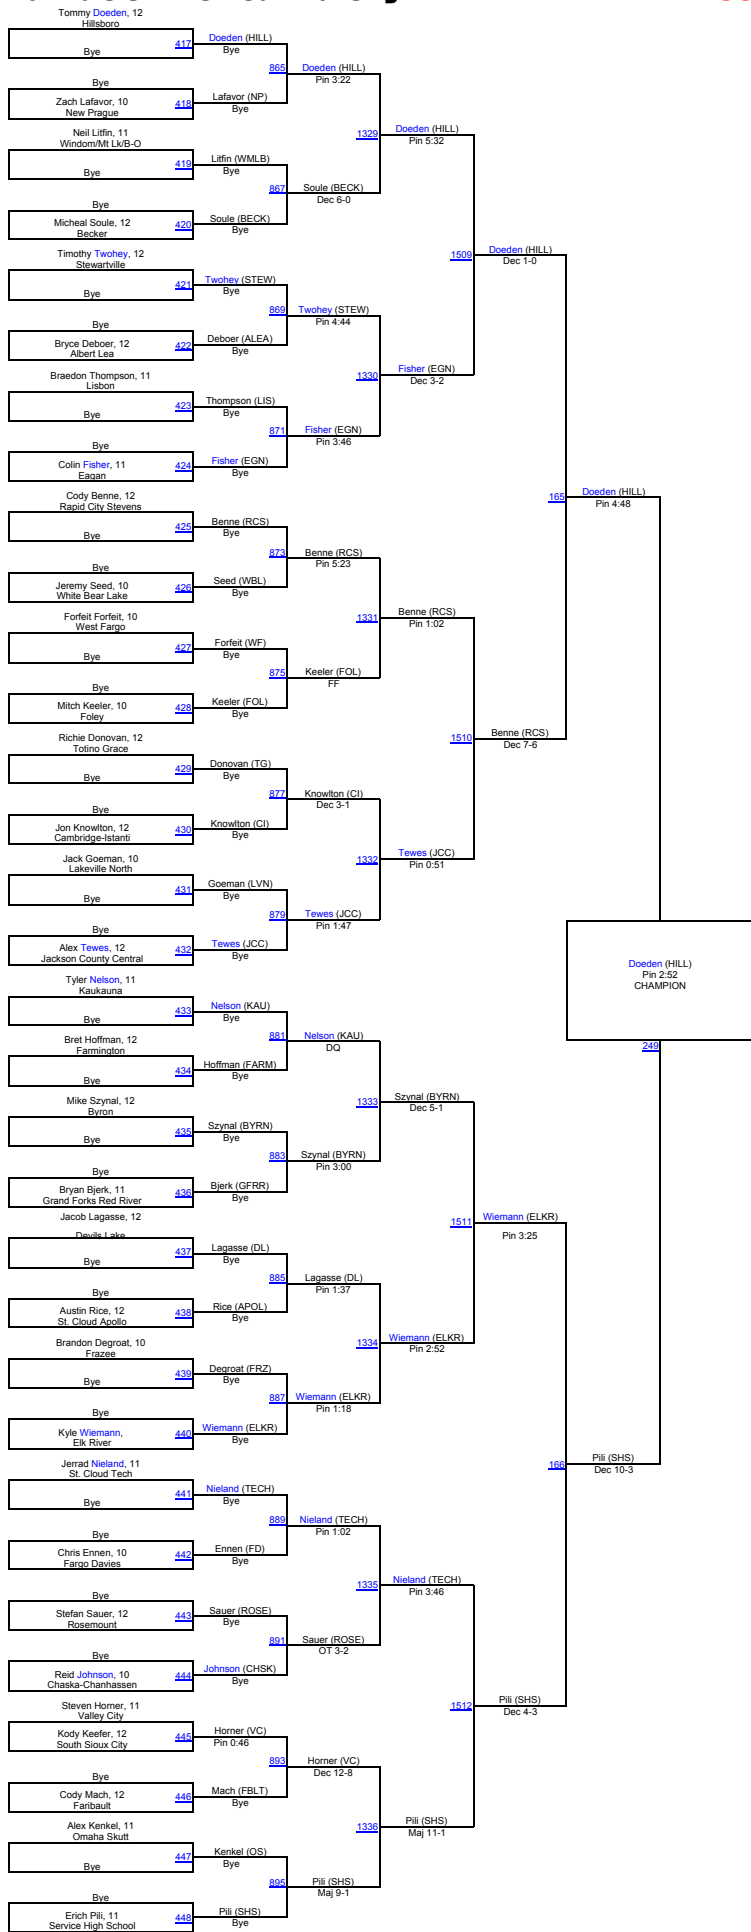 Tommy Doeden, 12
Hillsboro
417
Doeden (HILL)
Bye
Bye
865
Doeden (HILL)
Pin 3:22
Bye
Zach Lafavor, 10
New Prague
418
Lafavor (NP)
Bye
1329
Doeden (HILL)
Pin 5:32
Neil Litfin, 11
Windom/Mt Lk/B-O
419
Litfin (WMLB)
Bye
Bye
867
Soule (BECK)
Dec 6-0
Bye
Micheal Soule, 12
Becker
420
Soule (BECK)
Bye
1509
Doeden (HILL)
Dec 1-0
Timothy Twohey, 12
Stewartville
421
Twohey (STEW)
Bye
Bye
869
Twohey (STEW)
Pin 4:44
Bye
Bryce Deboer, 12
Albert Lea
422
Deboer (ALEA)
Bye
1330
Fisher (EGN)
Dec 3-2
Braedon Thompson, 11
Lisbon
423
Thompson (LIS)
Bye
Bye
871
Fisher (EGN)
Pin 3:46
Bye
Colin Fisher, 11
Eagan
424
Fisher (EGN)
Bye
165
Doeden (HILL)
Pin 4:48
Cody Benne, 12
Rapid City Stevens
425
Benne (RCS)
Bye
Bye
873
Benne (RCS)
Pin 5:23
Bye
Jeremy Seed, 10
White Bear Lake
426
Seed (WBL)
Bye
1331
Benne (RCS)
Pin 1:02
Forfeit Forfeit, 10
West Fargo
427
Forfeit (WF)
Bye
Bye
875
Keeler (FOL)
FF
Bye
Mitch Keeler, 10
Foley
428
Keeler (FOL)
Bye
1510
Benne (RCS)
Dec 7-6
Richie Donovan, 12
Totino Grace
429
Donovan (TG)
Bye
Bye
877
Knowlton (CI)
Dec 3-1
Bye
Jon Knowlton, 12
Cambridge-Istanti
430
Knowlton (CI)
Bye
1332
Tewes (JCC)
Pin 0:51
Jack Goeman, 10
Lakeville North
431
Goeman (LVN)
Bye
Bye
879
Tewes (JCC)
Pin 1:47
Bye
Alex Tewes, 12
Jackson County Central
432
Tewes (JCC)
Bye
Doeden (HILL)
Pin 2:52
CHAMPION
249
Tyler Nelson, 11
Kaukauna
433
Nelson (KAU)
Bye
Bye
881
Nelson (KAU)
DQ
Bret Hoffman, 12
Farmington
434
Hoffman (FARM)
Bye
Bye
1333
Szynal (BYRN)
Dec 5-1
Mike Szynal, 12
Byron
435
Szynal (BYRN)
Bye
Bye
883
Szynal (BYRN)
Pin 3:00
Bye
Bryan Bjerk, 11
Grand Forks Red River
436
Bjerk (GFRR)
Bye
1511
Wiemann (ELKR)
Pin 3:25
Jacob Lagasse, 12
Devils Lake
437
Lagasse (DL)
Bye
Bye
885
Lagasse (DL)
Pin 1:37
Bye
Austin Rice, 12
St. Cloud Apollo
438
Rice (APOL)
Bye
1334
Wiemann (ELKR)
Pin 2:52
Brandon Degroat, 10
Frazee
439
Degroat (FRZ)
Bye
Bye
887
Wiemann (ELKR)
Pin 1:18
Bye
Kyle Wiemann,
Elk River
440
Wiemann (ELKR)
Bye
166
Pili (SHS)
Dec 10-3
Jerrad Nieland, 11
St. Cloud Tech
441
Nieland (TECH)
Bye
Bye
889
Nieland (TECH)
Pin 1:02
Bye
Chris Ennen, 10
Fargo Davies
442
Ennen (FD)
Bye
1335
Nieland (TECH)
Pin 3:46
Bye
Stefan Sauer, 12
Rosemount
443
Sauer (ROSE)
Bye
891
Sauer (ROSE)
OT 3-2
Bye
Reid Johnson, 10
Chaska-Chanhassen
444
Johnson (CHSK)
Bye
1512
Pili (SHS)
Dec 4-3
Steven Horner, 11
Valley City
Kody Keefer, 12
South Sioux City
445
Horner (VC)
Pin 0:46
893
Horner (VC)
Dec 12-8
Bye
Cody Mach, 12
Faribault
446
Mach (FBLT)
Bye
1336
Pili (SHS)
Maj 11-1
Alex Kenkel, 11
Omaha Skutt
447
Kenkel (OS)
Bye
Bye
895
Pili (SHS)
Maj 9-1
Bye
Erich Pili, 11
Service High School
448
Pili (SHS)
Bye